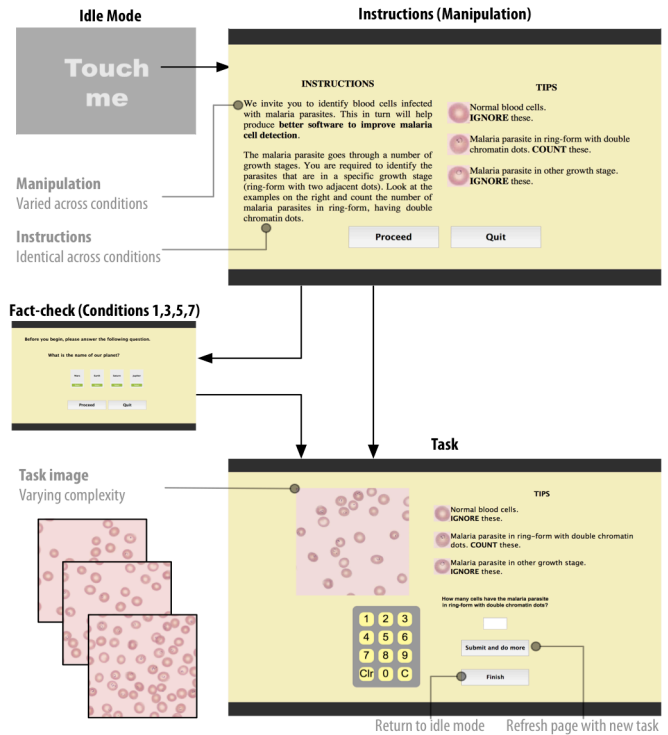 Idle Mode
Touch
me
Instructions (Manipulation)
INSTRUCTIONS
We invite you to identify blood cells infected
with malaria parasites. This in turn will help
produce better software to improve malaria
cell detection.
The malaria parasite goes through a number of
growth stages. You are required to identify the
parasites that are in a specific growth stage
(ring-form with two adjacent dots). Look at the
examples on the right and count the number of
malaria parasites in ring-form, having double
chromatin dots.
TIPS
Normal blood cells.
IGNORE these.
Malaria parasite in ring-form with double
chromatin dots. COUNT these.
Malaria parasite in other growth stage.
IGNORE these.
Proceed
Quit
Manipulation
Varied across conditions
Instructions
Identical across conditions
Fact-check (Conditions 1,3,5,7)
Before you begin, please answer the following question.
What is the name of our planet?
Proceed
Quit
Task
Task image
Varying complexity
TIPS
Normal blood cells.
IGNORE these.
Malaria parasite in ring-form with double chromatin
dots. COUNT these.
Malaria parasite in other growth stage.
IGNORE these.
How many cells have the malaria parasite
in ring-form with double chromatin dots?
1 2 3
4 5 6
7 8 9
Clr 0 C
Submit and do more
Finish
Return to idle mode
Refresh page with new task